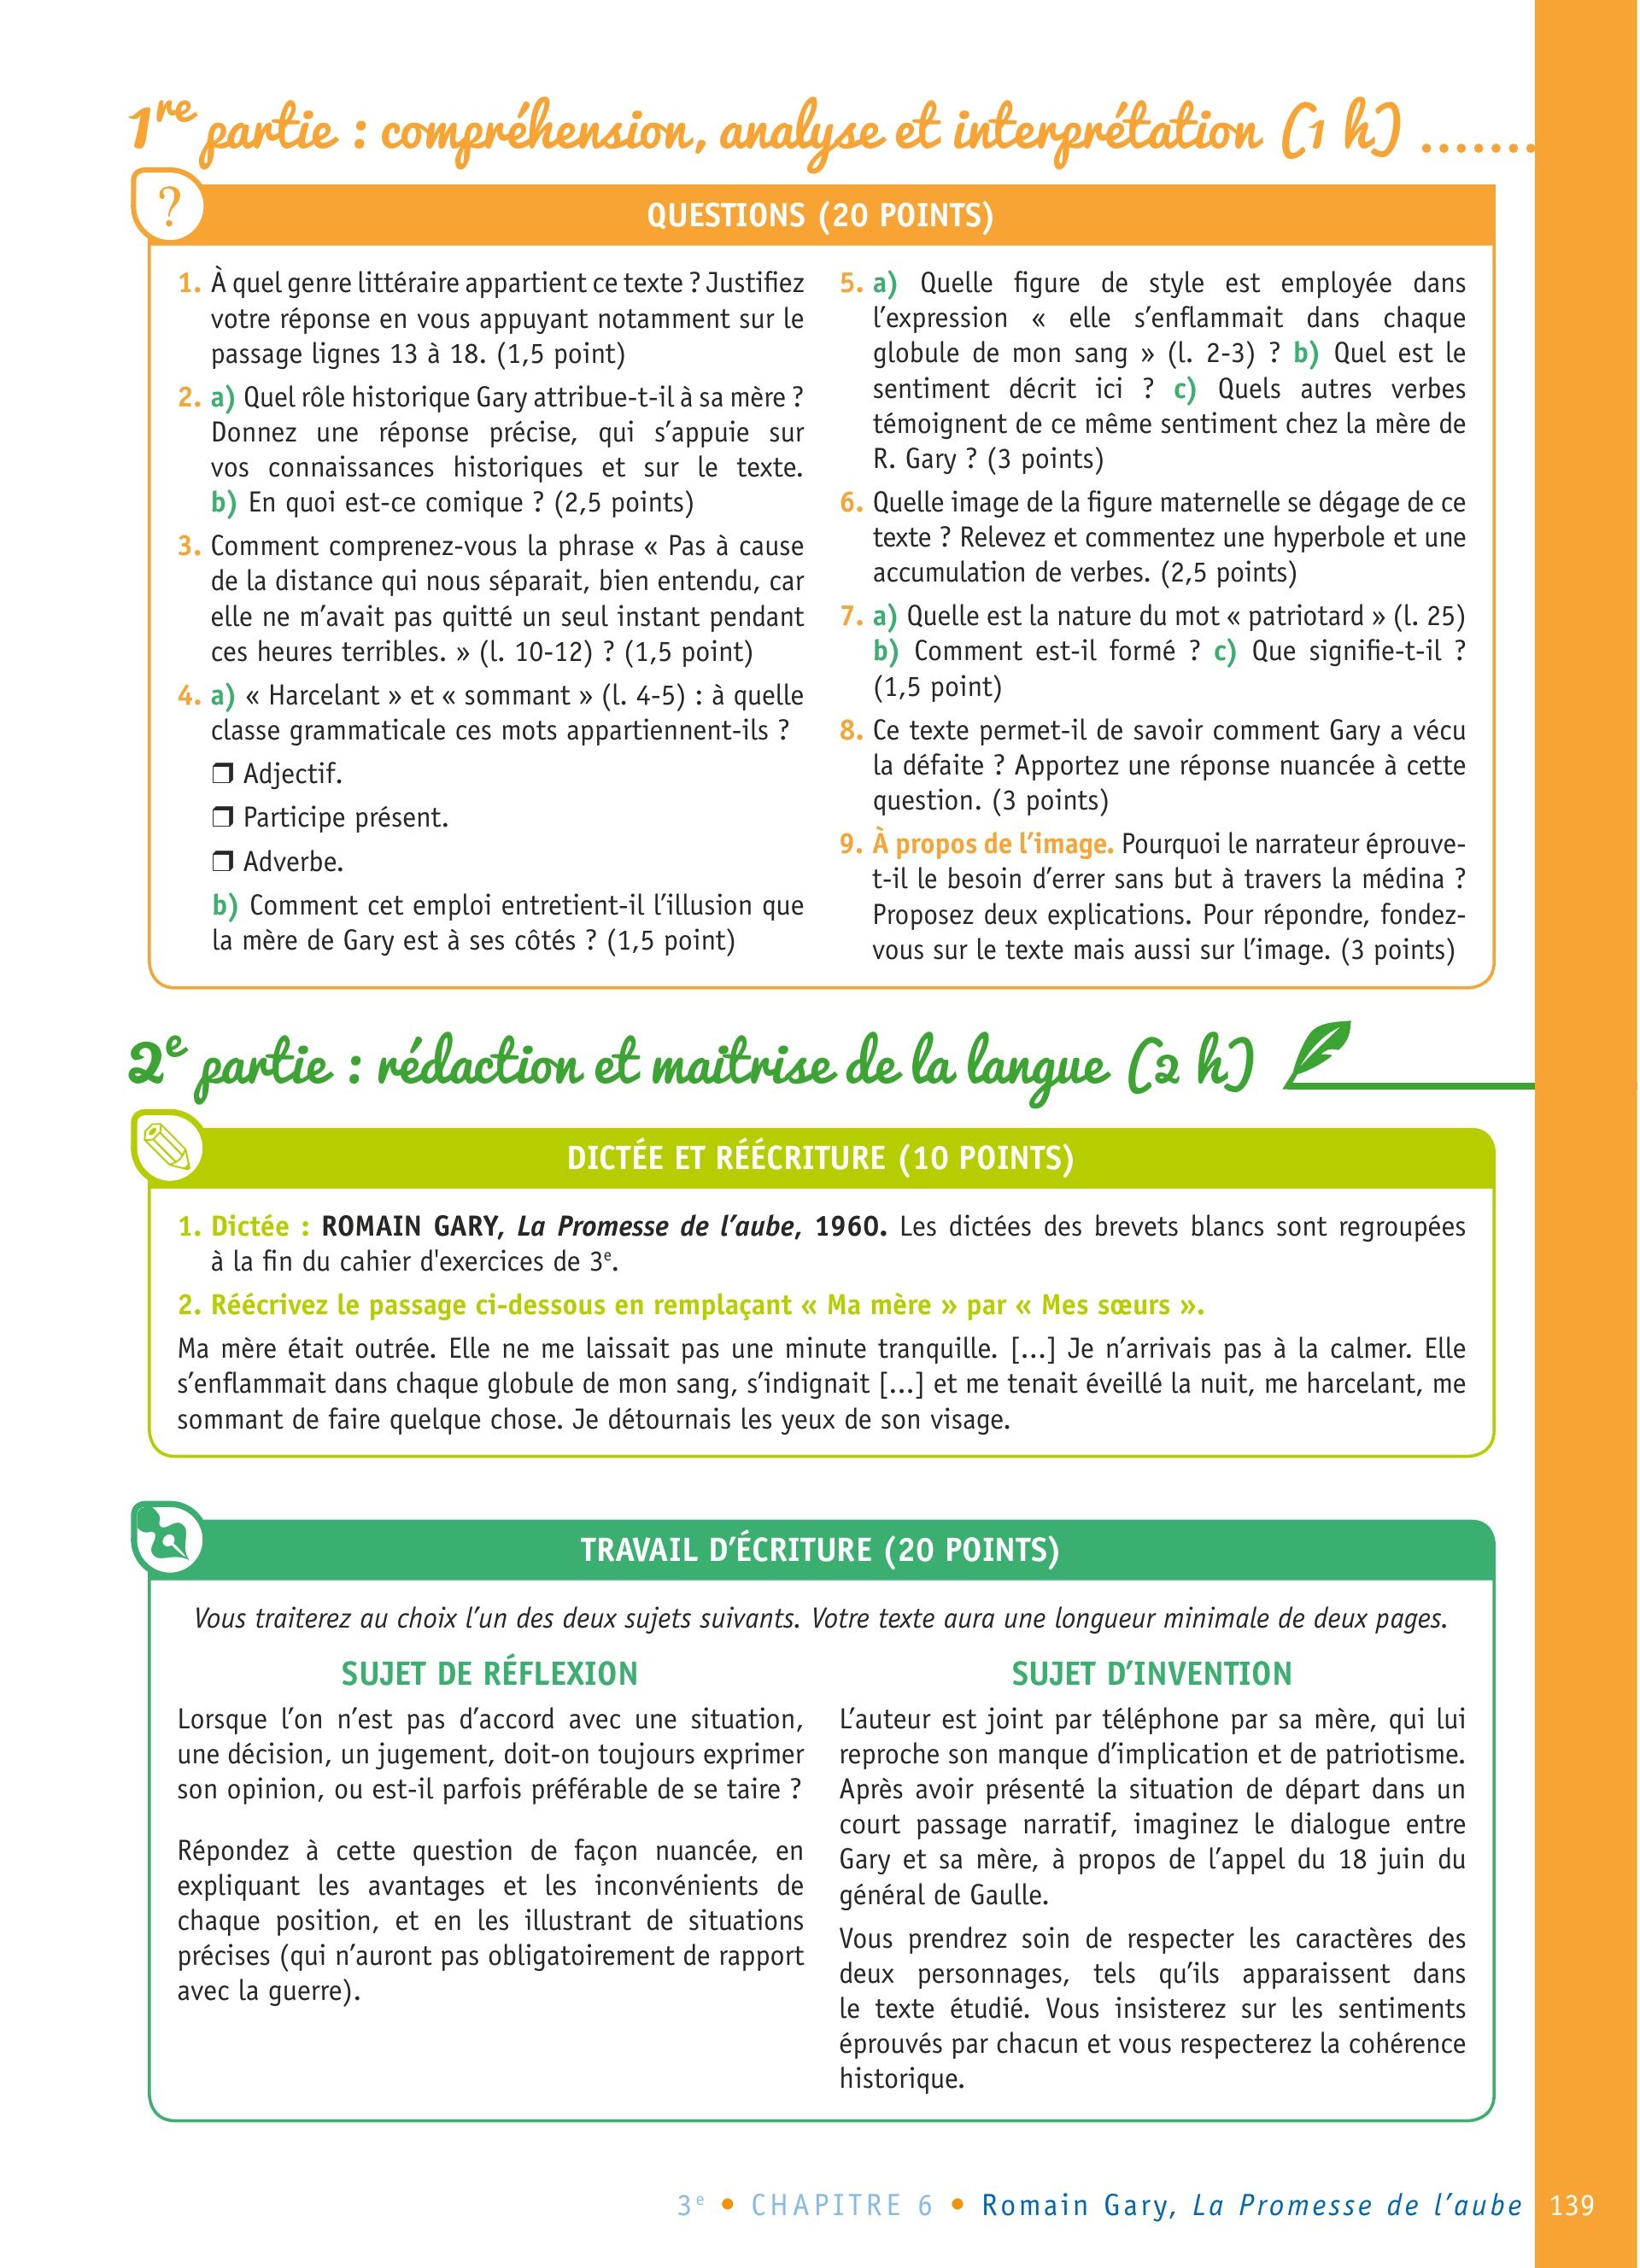 1re partie : compréhension, analyse et interprétation (1 h) .......
?
QUESTIONS (20 POINTS)
1. À quel genre littéraire appartient ce texte ? Justifiez
votre réponse en vous appuyant notamment sur le
passage lignes 13 à 18. (1,5 point)
2. a) Quel rôle historique Gary attribue-t-il à sa mère ?
Donnez une réponse précise, qui s’appuie sur
vos connaissances historiques et sur le texte.
b) En quoi est-ce comique ? (2,5 points)
3. Comment comprenez-vous la phrase « Pas à cause
de la distance qui nous séparait, bien entendu, car
elle ne m’avait pas quitté un seul instant pendant
ces heures terribles. » (l. 10-12) ? (1,5 point)
4. a) « Harcelant » et « sommant » (l. 4-5) : à quelle
classe grammaticale ces mots appartiennent-ils ?
❒ Adjectif.
❒ Participe présent.
❒ Adverbe.
b) Comment cet emploi entretient-il l’illusion que
la mère de Gary est à ses côtés ? (1,5 point)
5. a) Quelle figure de style est employée dans
l’expression « elle s’enflammait dans chaque
globule de mon sang » (l. 2-3) ? b) Quel est le
sentiment décrit ici ? c) Quels autres verbes
témoignent de ce même sentiment chez la mère de
R. Gary ? (3 points)
6. Quelle image de la figure maternelle se dégage de ce
texte ? Relevez et commentez une hyperbole et une
accumulation de verbes. (2,5 points)
7. a) Quelle est la nature du mot « patriotard » (l. 25)
b) Comment est-il formé ? c) Que signifie-t-il ?
(1,5 point)
8. Ce texte permet-il de savoir comment Gary a vécu
la défaite ? Apportez une réponse nuancée à cette
question. (3 points)
9. À propos de l’image. Pourquoi le narrateur éprouve-
t-il le besoin d’errer sans but à travers la médina ?
Proposez deux explications. Pour répondre, fondez-
vous sur le texte mais aussi sur l’image. (3 points)
2e partie : rédaction et maitrise de la langue (2 h)
DICTÉE ET RÉÉCRITURE (10 POINTS)
1. Dictée : ROMAIN GARY, La Promesse de l’aube, 1960. Les dictées des brevets blancs sont regroupées
à la fin du cahier d'exercices de 3e.
2. Réécrivez le passage ci-dessous en remplaçant « Ma mère » par « Mes sœurs ».
Ma mère était outrée. Elle ne me laissait pas une minute tranquille. [...] Je n’arrivais pas à la calmer. Elle
s’enflammait dans chaque globule de mon sang, s’indignait [...] et me tenait éveillé la nuit, me harcelant, me
sommant de faire quelque chose. Je détournais les yeux de son visage.
TRAVAIL D’ÉCRITURE (20 POINTS)
Vous traiterez au choix l’un des deux sujets suivants. Votre texte aura une longueur minimale de deux pages.
SUJET DE RÉFLEXION
Lorsque l’on n’est pas d’accord avec une situation,
une décision, un jugement, doit-on toujours exprimer
son opinion, ou est-il parfois préférable de se taire ?
Répondez à cette question de façon nuancée, en
expliquant les avantages et les inconvénients de
chaque position, et en les illustrant de situations
précises (qui n’auront pas obligatoirement de rapport
avec la guerre).
SUJET D’INVENTION
L’auteur est joint par téléphone par sa mère, qui lui
reproche son manque d’implication et de patriotisme.
Après avoir présenté la situation de départ dans un
court passage narratif, imaginez le dialogue entre
Gary et sa mère, à propos de l’appel du 18 juin du
général de Gaulle.
Vous prendrez soin de respecter les caractères des
deux personnages, tels qu’ils apparaissent dans
le texte étudié. Vous insisterez sur les sentiments
éprouvés par chacun et vous respecterez la cohérence
historique.
3e • CHAPITRE 6 • Romain Gary, La Promesse de l’aube 139